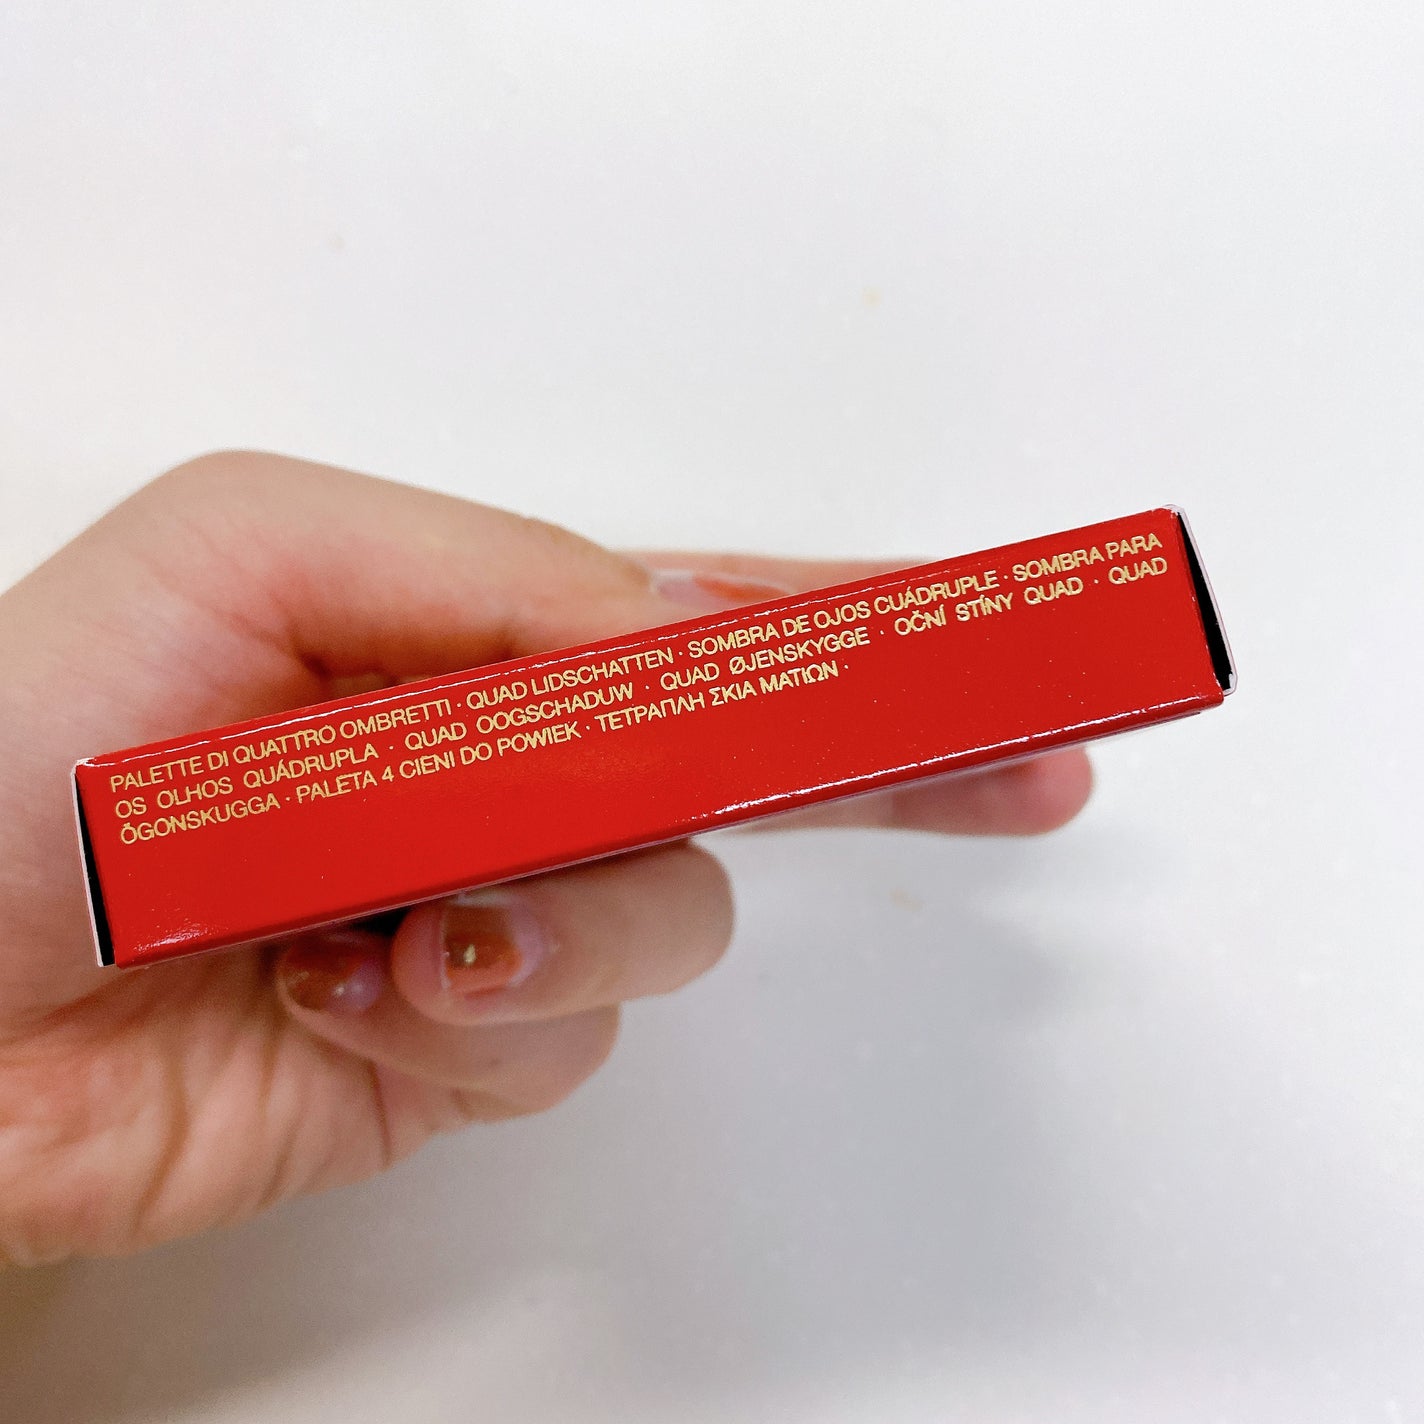 PALETTE DI QUATTRO OMBRETTI · QUAD LIDSCHATTEN · SOMBRA DE OJOS CUÁDRUPLE · SOMBRA PARA
OS OLHOS QUÁDRUPLA · QUAD OOGSCHADUW · QUAD ØJENSKYGGE · OČNÍ STÍNY QUAD · QUAD
ÖGONSKUGGA · PALETA 4 CIENI DO POWIEK · ΤΕΤΡΑΠΛΗ ΣΚΙΑ ΜΑΤΙΩΝ ·